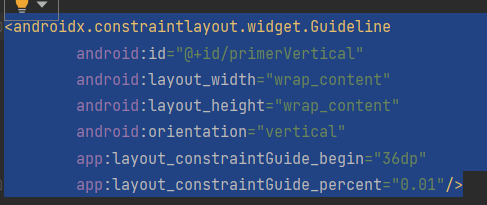 <androidx.constraintlayout.widget.Guideline
android:id="@+id/primerVertical"
android:layout_width="wrap_content"
android:layout_height="wrap_content"
android:orientation="vertical"
app:layout_constraintGuide_begin="36dp"
app:layout_constraintGuide_percent="0.01"/>